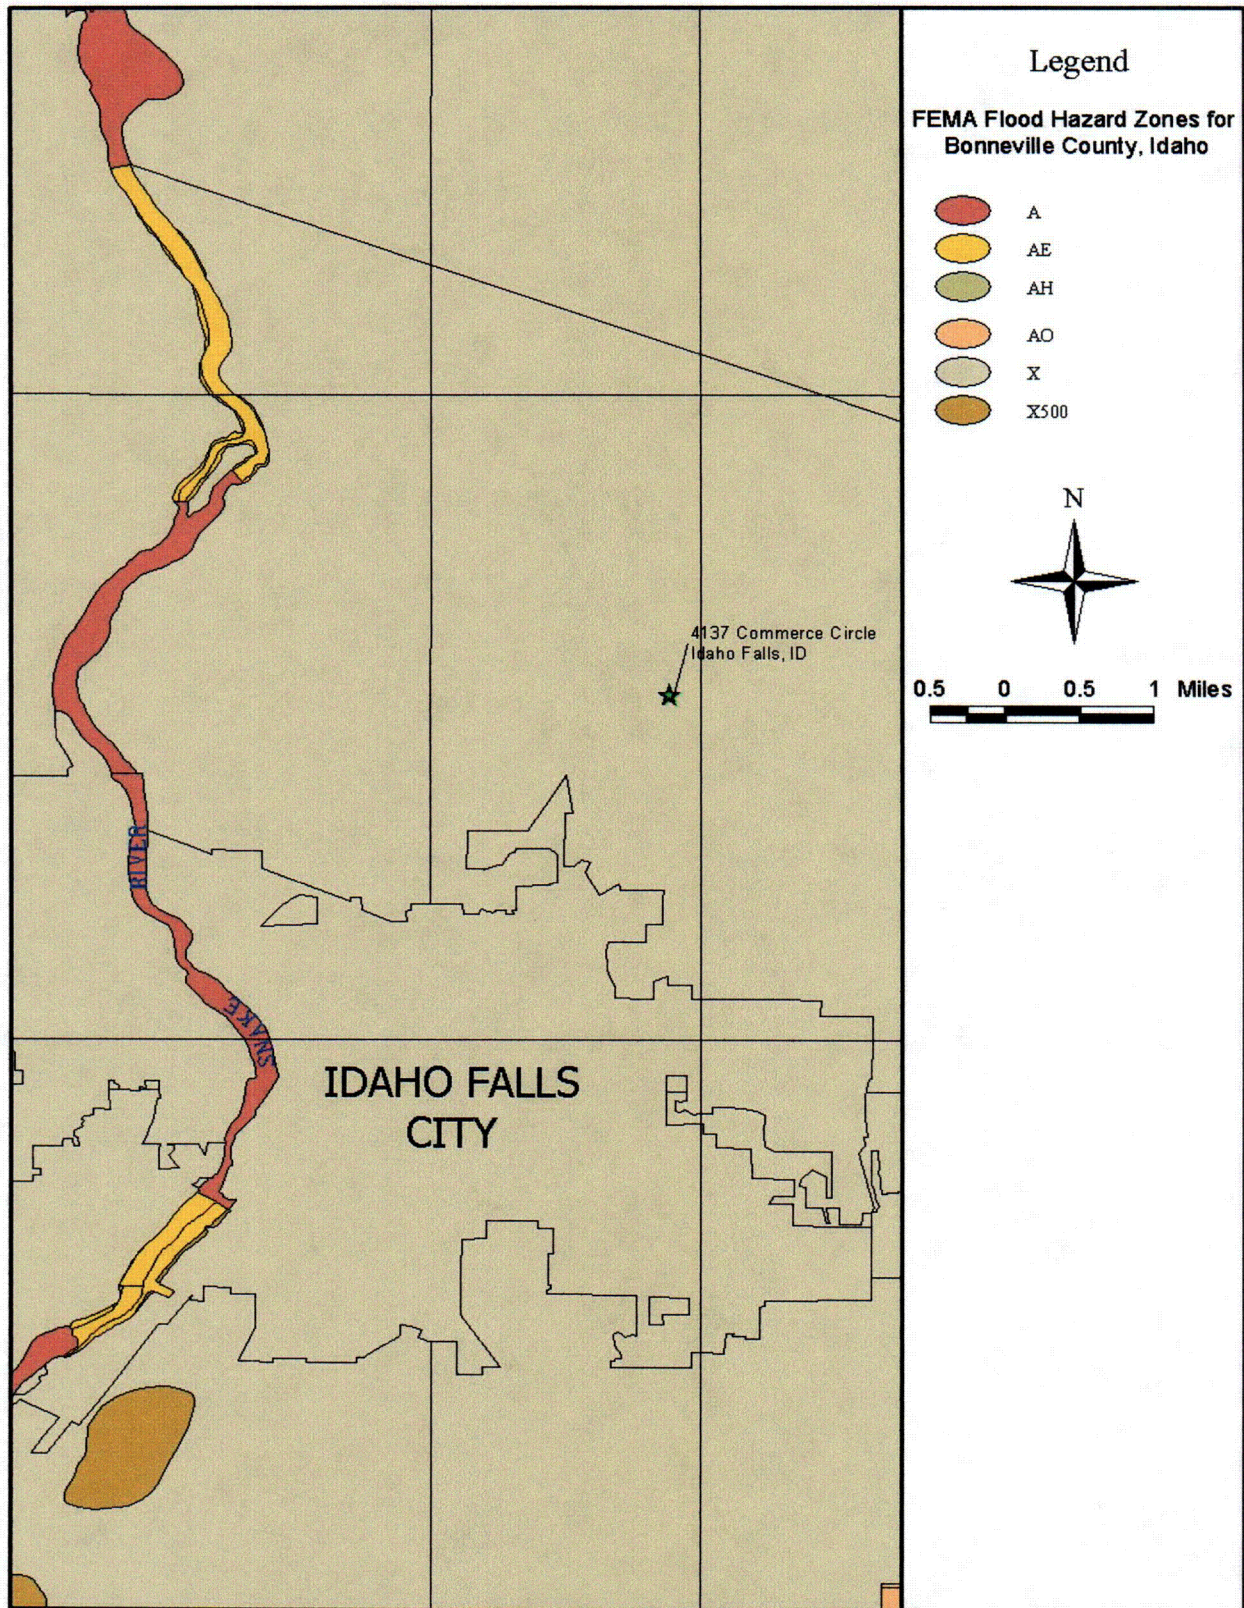 4137 Commerce Circle
Idaho Falls, ID
RIVER
SNAKE
IDAHO FALLS
CITY
Legend
FEMA Flood Hazard Zones for
Bonneville County, Idaho
A
AE
AH
AO
X
X500
N
0.5 0 0.5 1 Miles